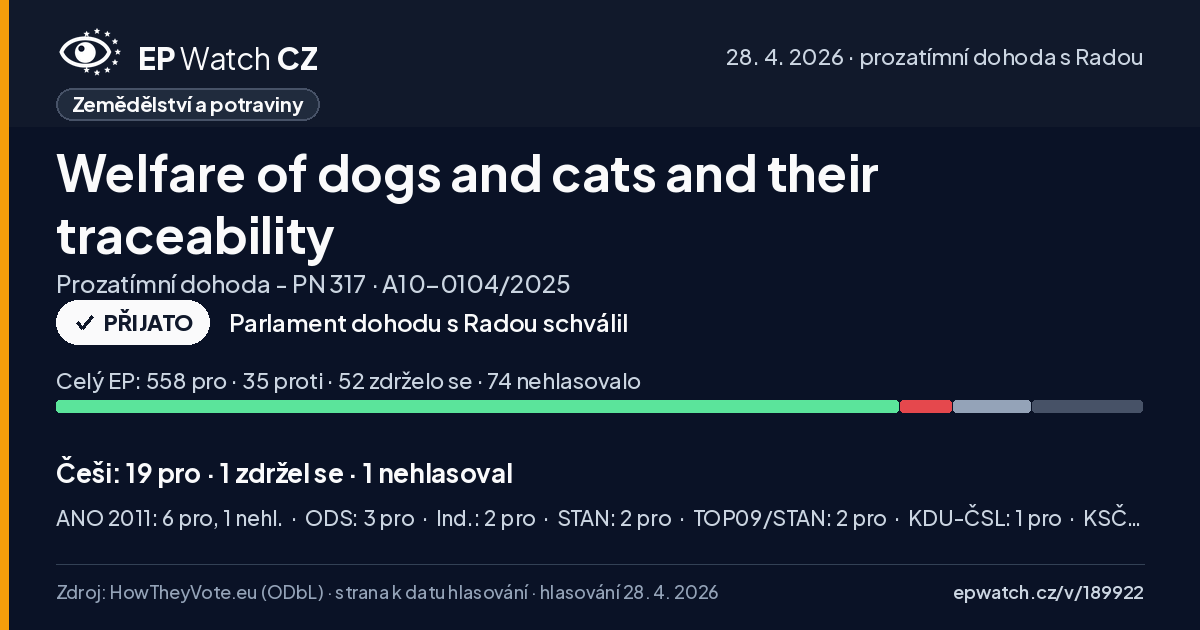 EP Watch CZ
28. 4. 2026 · prozatímní dohoda s Radou
Zemědělství a potraviny
Welfare of dogs and cats and their
traceability
Prozatímní dohoda – PN 317 · A10–0104/2025
✓ PŘIJATO
Parlament dohodu s Radou schválil
Celý EP: 558 pro · 35 proti · 52 zdrželo se · 74 nehlasovalo
Češi: 19 pro · 1 zdržel se · 1 nehlasoval
ANO 2011: 6 pro, 1 nehl. · ODS: 3 pro · Ind.: 2 pro · STAN: 2 pro · TOP09/STAN: 2 pro · KDU-ČSL: 1 pro · KSČ…
Zdroj: HowTheyVote.eu (ODbL) · strana k datu hlasování · hlasování 28. 4. 2026
epwatch.cz/v/189922